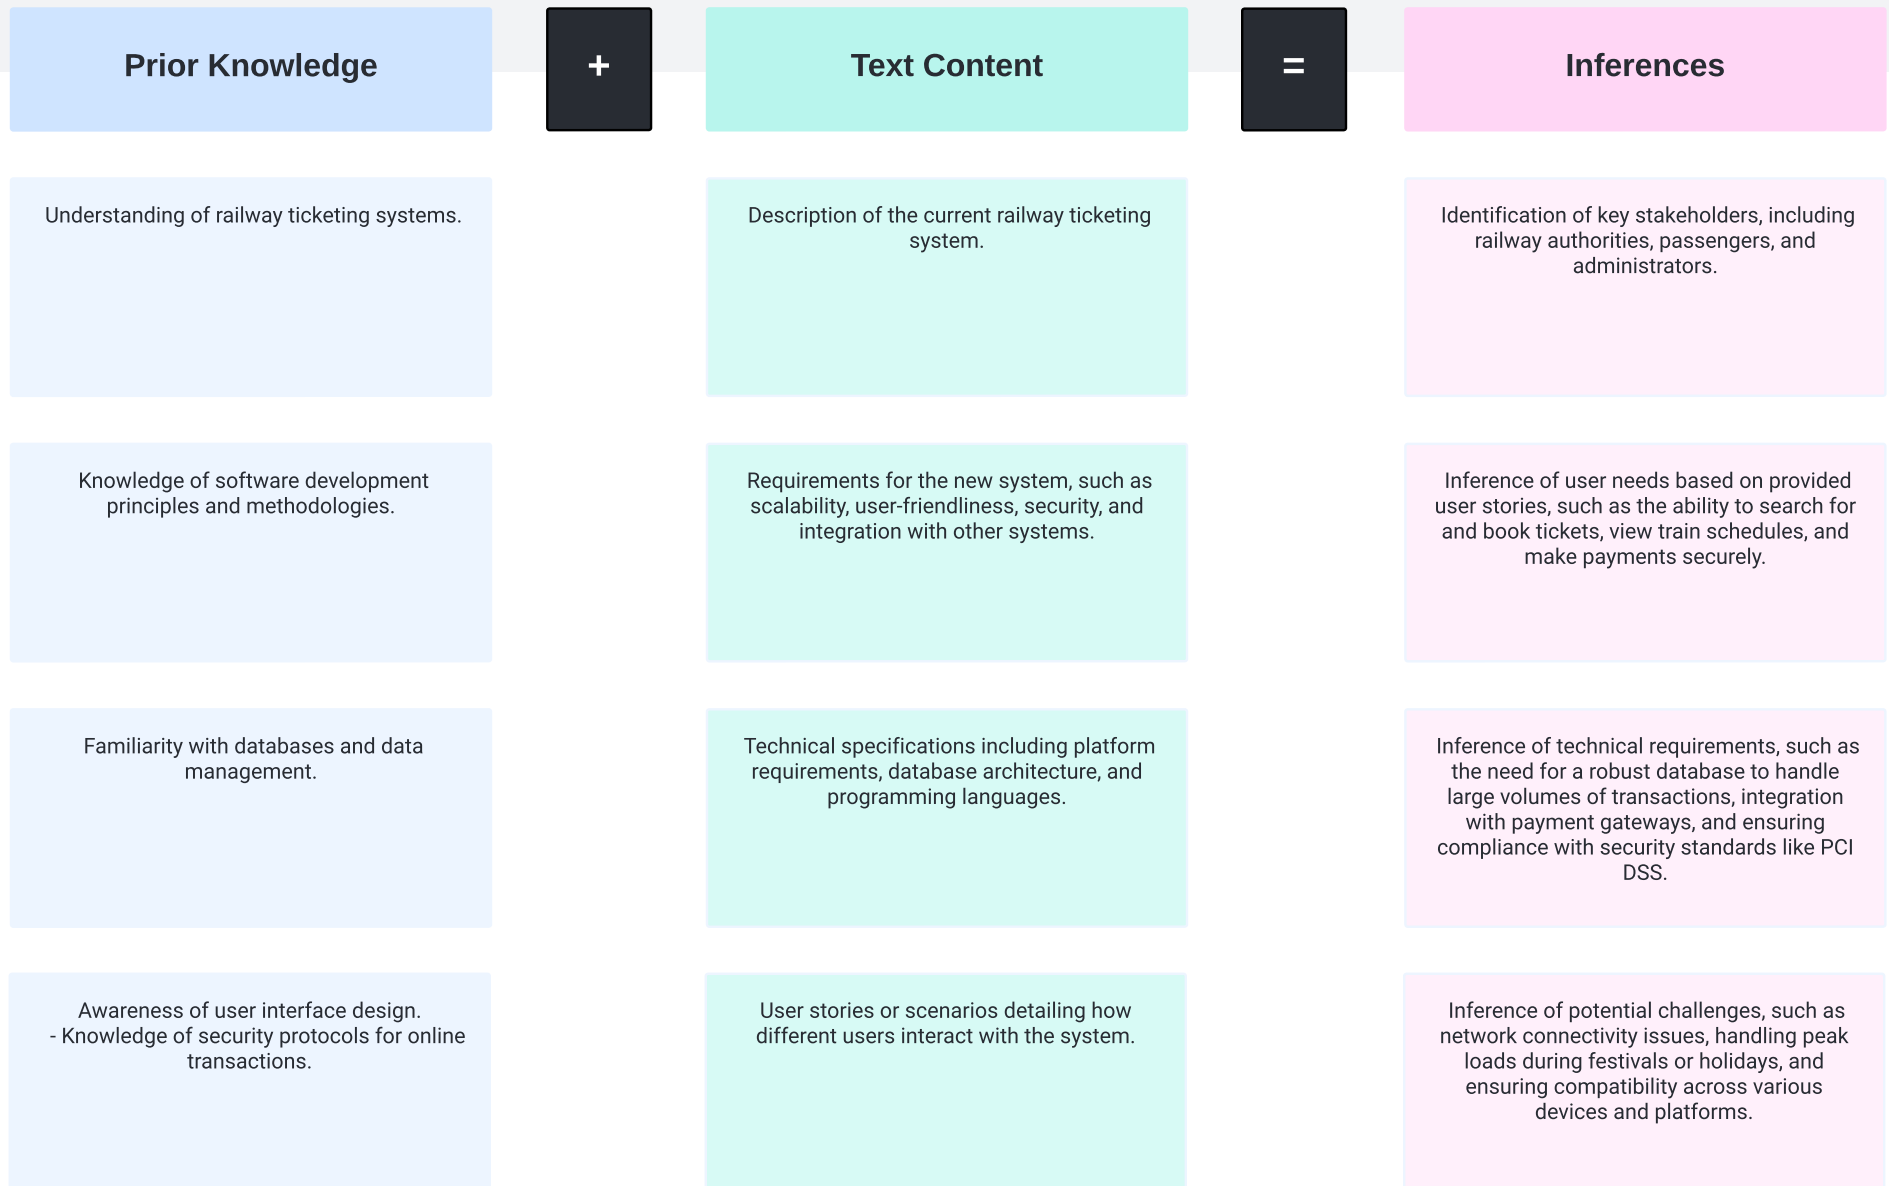 Prior Knowledge
+
Text Content
=
Inferences
Understanding of railway ticketing systems.
Description of the current railway ticketing
system.
Identification of key stakeholders, including
railway authorities, passengers, and
administrators.
Knowledge of software development
principles and methodologies.
Requirements for the new system, such as
scalability, user-friendliness, security, and
integration with other systems.
Inference of user needs based on provided
user stories, such as the ability to search for
and book tickets, view train schedules, and
make payments securely.
Familiarity with databases and data
management.
Technical specifications including platform
requirements, database architecture, and
programming languages.
Inference of technical requirements, such as
the need for a robust database to handle
large volumes of transactions, integration
with payment gateways, and ensuring
compliance with security standards like PCI
DSS.
Awareness of user interface design.
- Knowledge of security protocols for online
transactions.
User stories or scenarios detailing how
different users interact with the system.
Inference of potential challenges, such as
network connectivity issues, handling peak
loads during festivals or holidays, and
ensuring compatibility across various
devices and platforms.